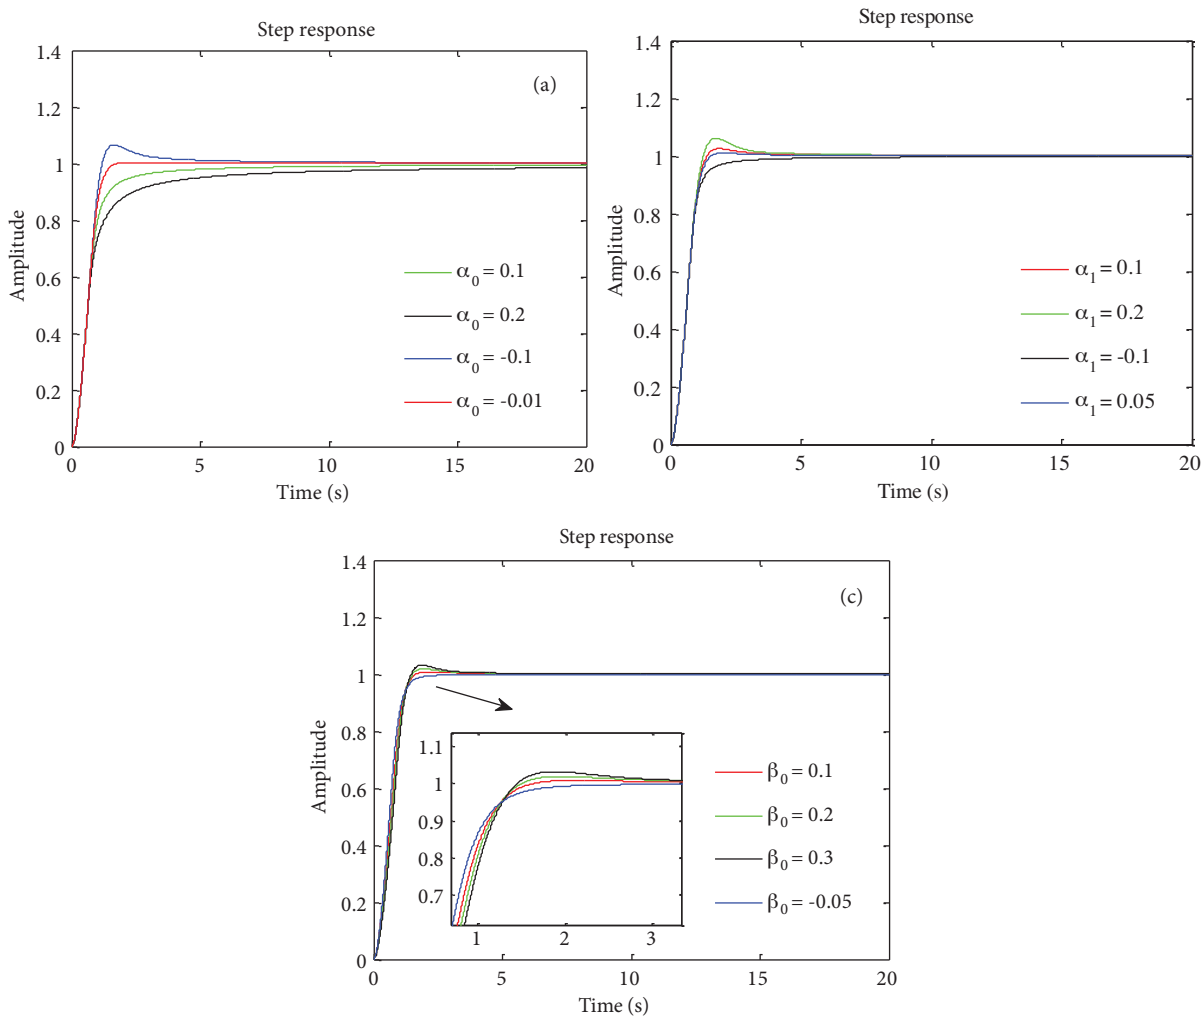 Step response
(a)
1.4
1.2
1
0.8
0.6
0.4
0.2
0
Amplitude
α₀ = 0.1
α₀ = 0.2
α₀ = -0.1
α₀ = -0.01
0 5 10 15 20
Time (s)
Step response
1.4
1.2
1
0.8
0.6
0.4
0.2
0
Amplitude
α₁ = 0.1
α₁ = 0.2
α₁ = -0.1
α₁ = 0.05
0 5 10 15 20
Time (s)
Step response
(c)
1.4
1.2
1
0.8
0.6
0.4
0.2
0
Amplitude
1.1
1
0.9
0.8
0.7
1 2 3
β₀ = 0.1
β₀ = 0.2
β₀ = 0.3
β₀ = -0.05
0 5 10 15 20
Time (s)